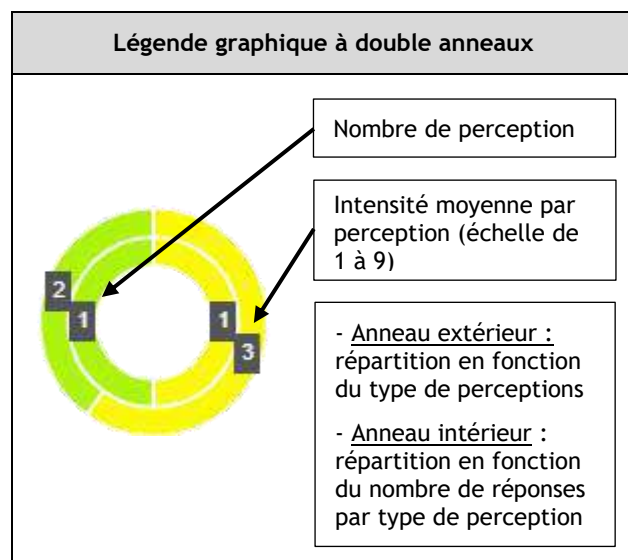 Légende graphique à double anneaux
Nombre de perception
Intensité moyenne par
perception (échelle de
1 à 9)
2
1
1
3
- Anneau extérieur :
répartition en fonction
du type de perceptions
- Anneau intérieur :
répartition en fonction
du nombre de réponses
par type de perception